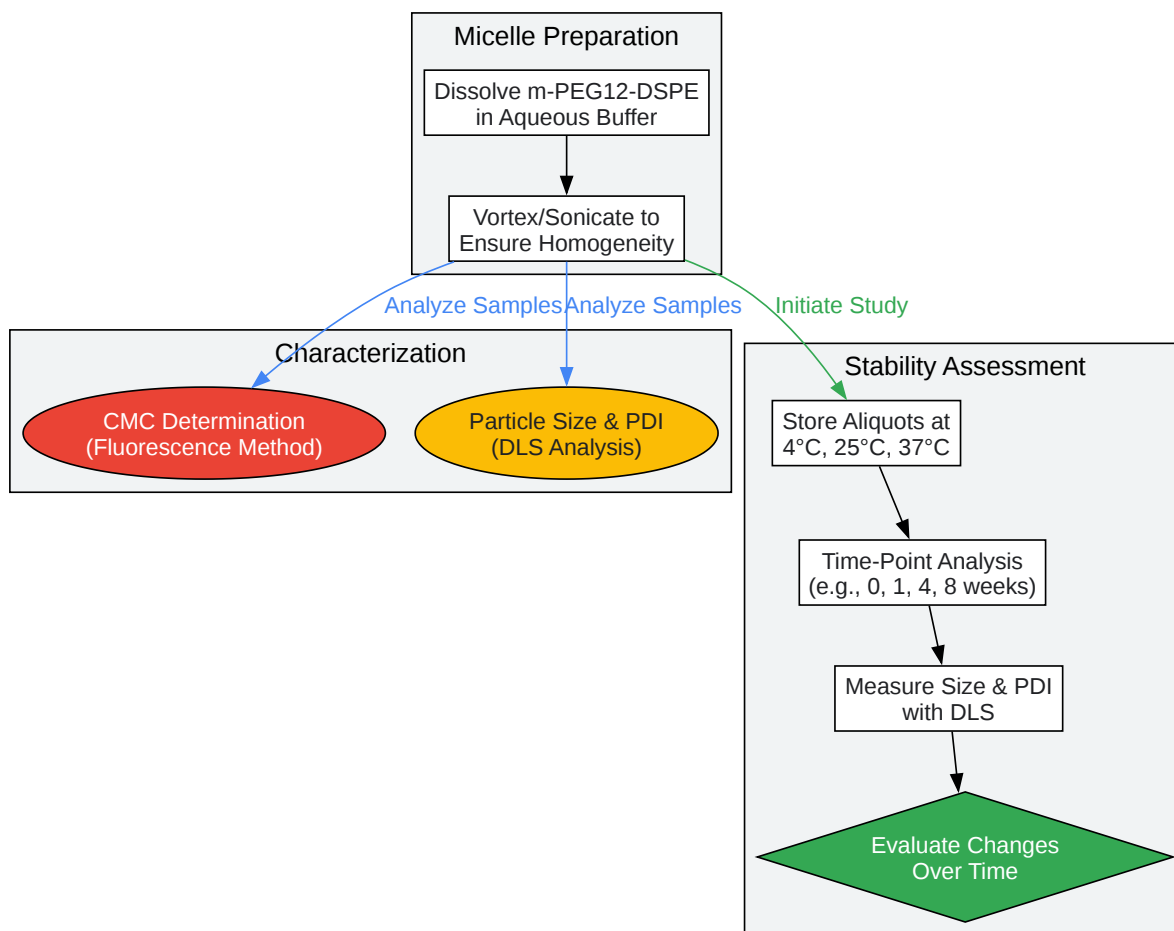 Micelle Preparation
Dissolve m-PEG12-DSPE
in Aqueous Buffer
Vortex/Sonicate to
Ensure Homogeneity
Analyze Samples
Analyze Samples
Initiate Study
Characterization
CMC Determination
(Fluorescence Method)
Particle Size & PDI
(DLS Analysis)
Stability Assessment
Store Aliquots at
4°C, 25°C, 37°C
Time-Point Analysis
(e.g., 0, 1, 4, 8 weeks)
Measure Size & PDI
with DLS
Evaluate Changes
Over Time